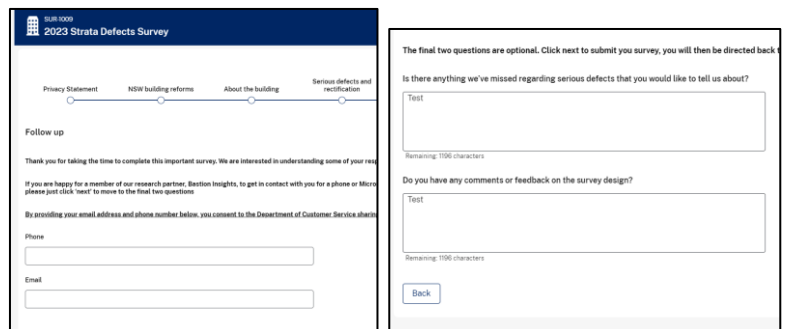 SUR-1009
2023 Strata Defects Survey
Privacy Statement
NSW building reforms
About the building
Serious defects and
rectification
Follow up
Thank you for taking the time to complete this important survey. We are interested in understanding some of your
If you are happy for a member of our research partner, Bastion Insights, to get in contact with you for a phone or
please just click 'next' to move to the final two questions
By providing your email address and phone number below, you consent to the Department of Customer Service sharing
Phone
Email
The final two questions are optional. Click next to submit you survey, you will then be directed back
Is there anything we've missed regarding serious defects that you would like to tell us about?
Test
Remaining: 1196 characters
Do you have any comments or feedback on the survey design?
Test
Remaining: 1196 characters
Back